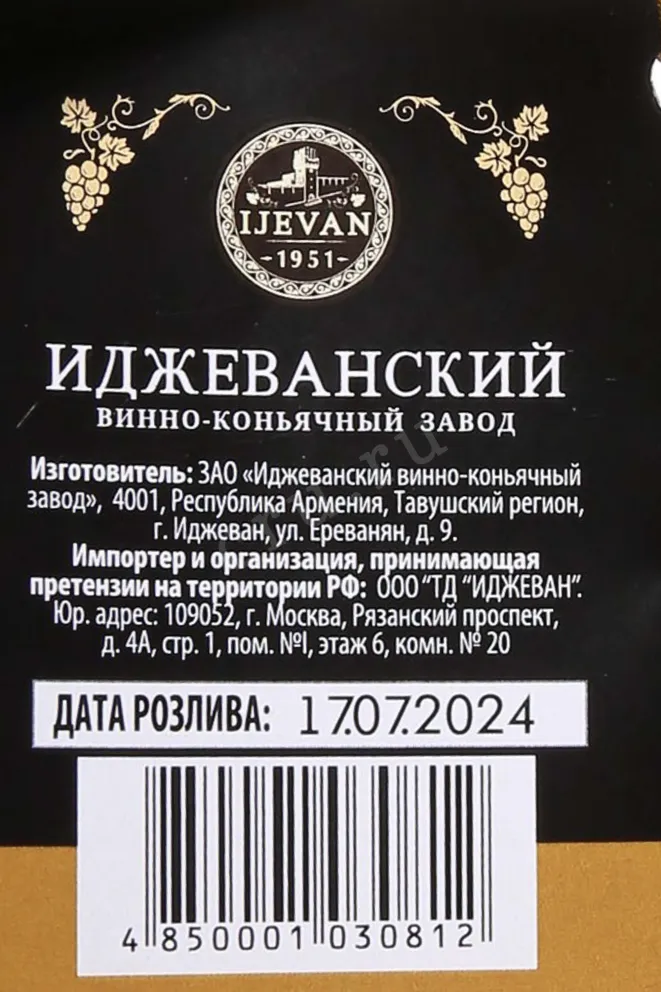 IJEVAN
-1951-
ИДЖЕВАНСКИЙ
ВИННО-КОНЬЯЧНЫЙ ЗАВОД
Изготовитель: ЗАО «Иджеванский винно-коньячный
завод», 4001, Республика Армения, Тавушский регион,
г. Иджеван, ул. Ереванян, д. 9.
Импортер и организация, принимающая
претензии на территории РФ: ООО "ТД "ИДЖЕВАН".
Юр. адрес: 109052, г. Москва, Рязанский проспект,
д. 4А, стр. 1, пом. №I, этаж 6, комн. № 20
ДАТА РОЗЛИВА: 17.07.2024
4 850001 030812